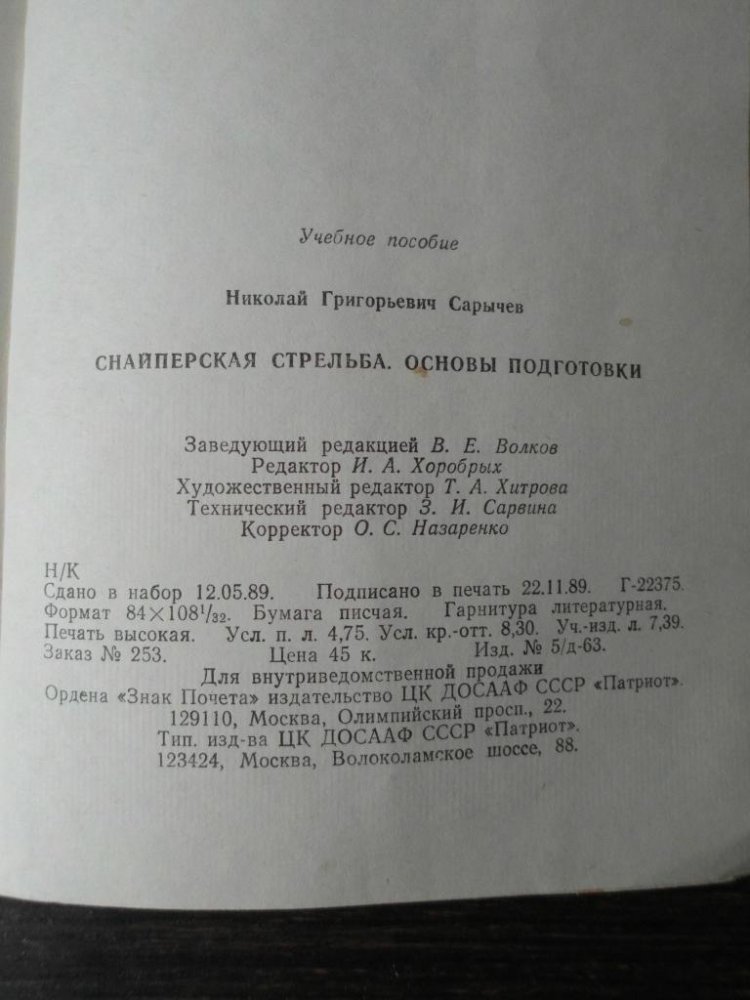 Учебное пособие
Николай Григорьевич Сарычев
СНАЙПЕРСКАЯ СТРЕЛЬБА. ОСНОВЫ ПОДГОТОВКИ
Заведующий редакцией В. Е. Волков
Редактор И. А. Хоробрых
Художественный редактор Т. А. Хитрова
Технический редактор З. И. Сарвина
Корректор О. С. Назаренко
Н/К
Сдано в набор 12.05.89. Подписано в печать 22.11.89. Г-22375.
Формат 84×108¹/₃₂. Бумага писчая. Гарнитура литературная.
Печать высокая. Усл. п. л. 4,75. Усл. кр.-отт. 8,30. Уч.-изд. л. 7,39.
Заказ № 253. Цена 45 к. Изд. № 5/д-63.
Для внутриведомственной продажи
Ордена «Знак Почета» издательство ЦК ДОСААФ СССР «Патриот».
129110, Москва, Олимпийский просп., 22.
Тип. изд-ва ЦК ДОСААФ СССР «Патриот».
123424, Москва, Волоколамское шоссе, 88.